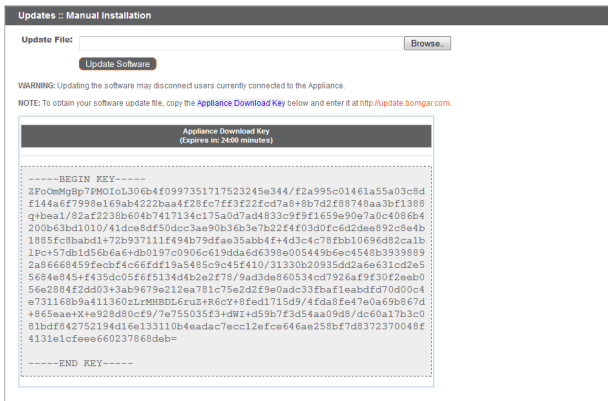 Updates :: Manual Installation
Update File:
Browse..
Update Software
WARNING: Updating the software may disconnect users currently connected to the Appliance.
NOTE: To obtain your software update file, copy the Appliance Download Key below and enter it at http://update.bomgar.com.
Appliance Download Key
(Expires in: 24:00 minutes)
-----BEGIN KEY-----
ZFoOmMgBp7PMOIoL306b4f0997351717523245e344/f2a995c01461a55a03c8d
f144a6f7998e169ab4222baa4f28fc7ff3f22fcd7a8+8b7d2f88748aa3bf1388
q+bea1/82af2238b604b7417134c175a0d7ad4833c9f9f1659e90e7a0c4086b4
200b63bd1010/41dce8df50dcc3ae90b36b3e7b22f4f03d0fc6d2dee892c8e4b
1885fc8babd1+72b937111f494b79dfae35abb4f+4d3c4c78fbb10696d82ca1b
1Pc+57db1d56b6a6+db0197c0906c619dda6d6398e005449b6ec4548b3939889
2a86668459fecbf4c66fdf19a5485c9c45f410/31330b20935dd2a6e631cd2e5
5684e845+f435dc05f6f5134d4b2e2f78/9ad3de860534cd7926af9f30f2eeb0
56e2884f2dd03+3ab9679e212ea781c75e2d2f9e0adc33fbaf1eabdfd70d00c4
e731168b9a411360zLrMHBDL6ruZ+R6cY+8fed1715d9/4fda8fe47e0a69b867d
+865eae+X+e928d80cf9/7e755035f3+dWI+d59b7f3d54aa09d8/dc60a17b3c0
81bdf842752194d16e133110b4eadac7ecc12efce646ae258bf7d8372370048f
4131e1cfeee660237868deb=
-----END KEY-----